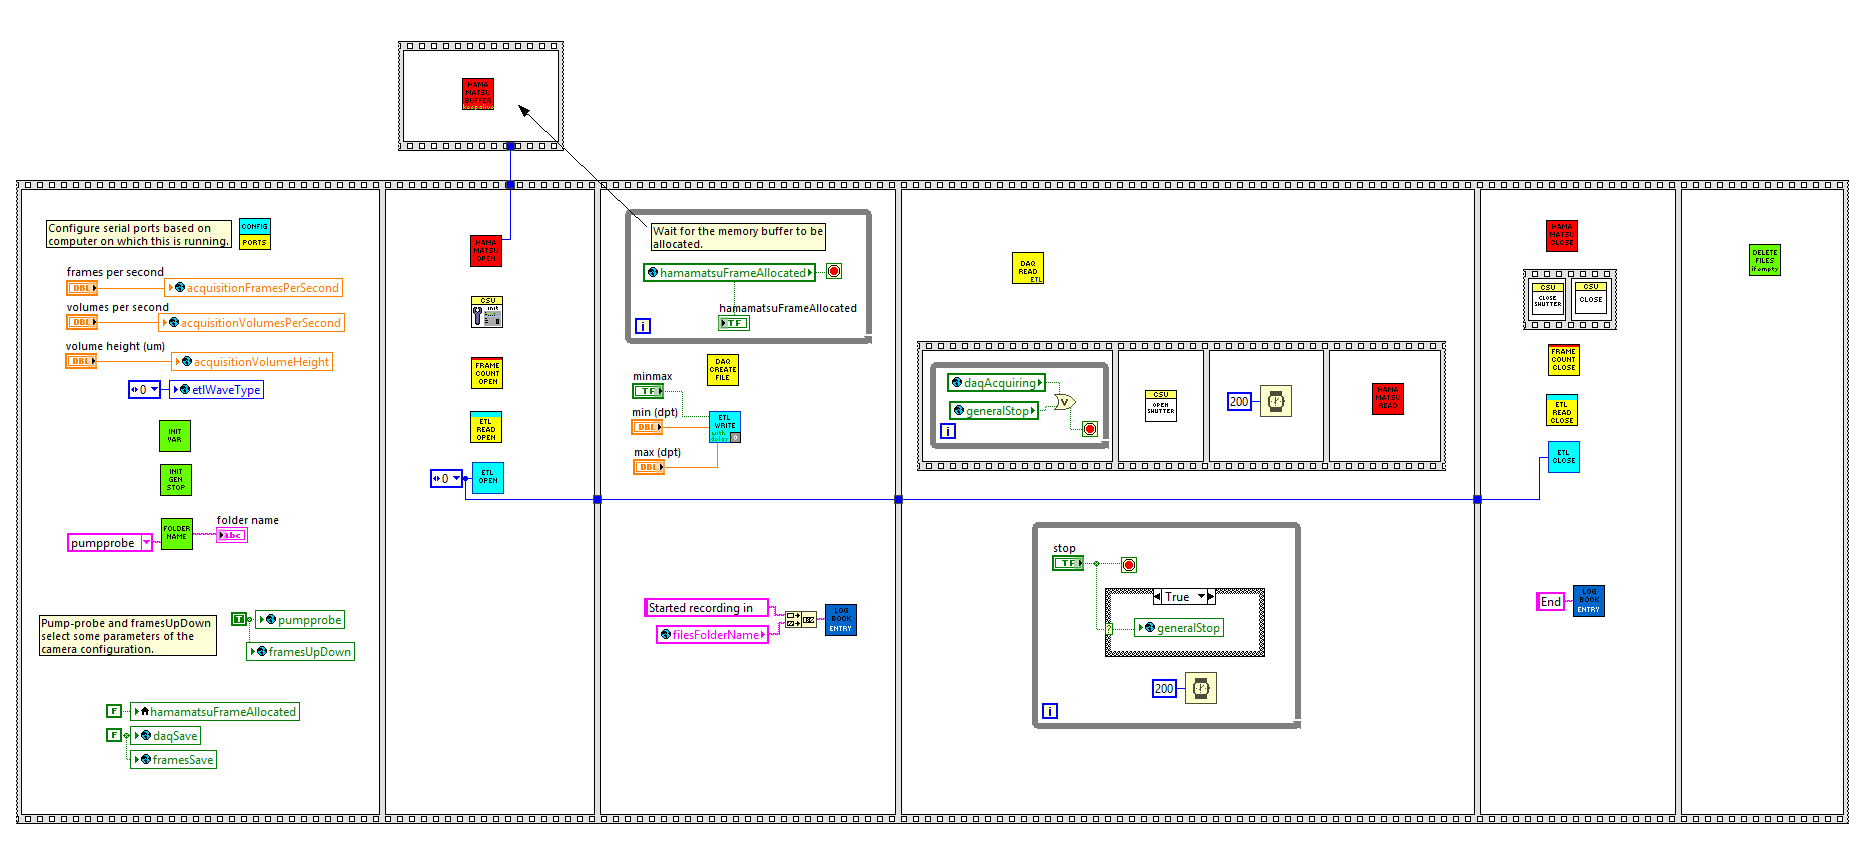 HAMA
MATSU
BUFFER
Configure serial ports based on
computer on which this is running.
CONFIG
PORTS
frames per second
DBL
acquisitionFramesPerSecond
volumes per second
DBL
acquisitionVolumesPerSecond
volume height (um)
DBL
acquisitionVolumeHeight
0
etlWaveType
INIT
VAR
INIT
GEN
STOP
pumpprobe
FOLDER
NAME
folder name
abc
Pump-probe and framesUpDown
select some parameters of the
camera configuration.
T
pumpprobe
framesUpDown
F
hamamatsuFrameAllocated
F
daqSave
framesSave
HAMA
MATSU
OPEN
CSU
init
FRAME
COUNT
OPEN
ETL
READ
OPEN
0
ETL
OPEN
Wait for the memory buffer to be
allocated.
hamamatsuFrameAllocated
hamamatsuFrameAllocated
TF
i
DAQ
CREATE
FILE
minmax
TF
min (dpt)
DBL
max (dpt)
DBL
ETL
WRITE
with
delay
Started recording in
filesFolderName
LOG
BOOK
ENTRY
DAQ
READ
ETL
daqAcquiring
generalStop
V
i
CSU
OPEN
SHUTTER
200
HAMA
MATSU
READ
stop
TF
True
?
generalStop
200
i
HAMA
MATSU
CLOSE
CSU
CLOSE
SHUTTER
CSU
CLOSE
FRAME
COUNT
CLOSE
ETL
READ
CLOSE
ETL
CLOSE
End
LOG
BOOK
ENTRY
DELETE
FILES
if empty